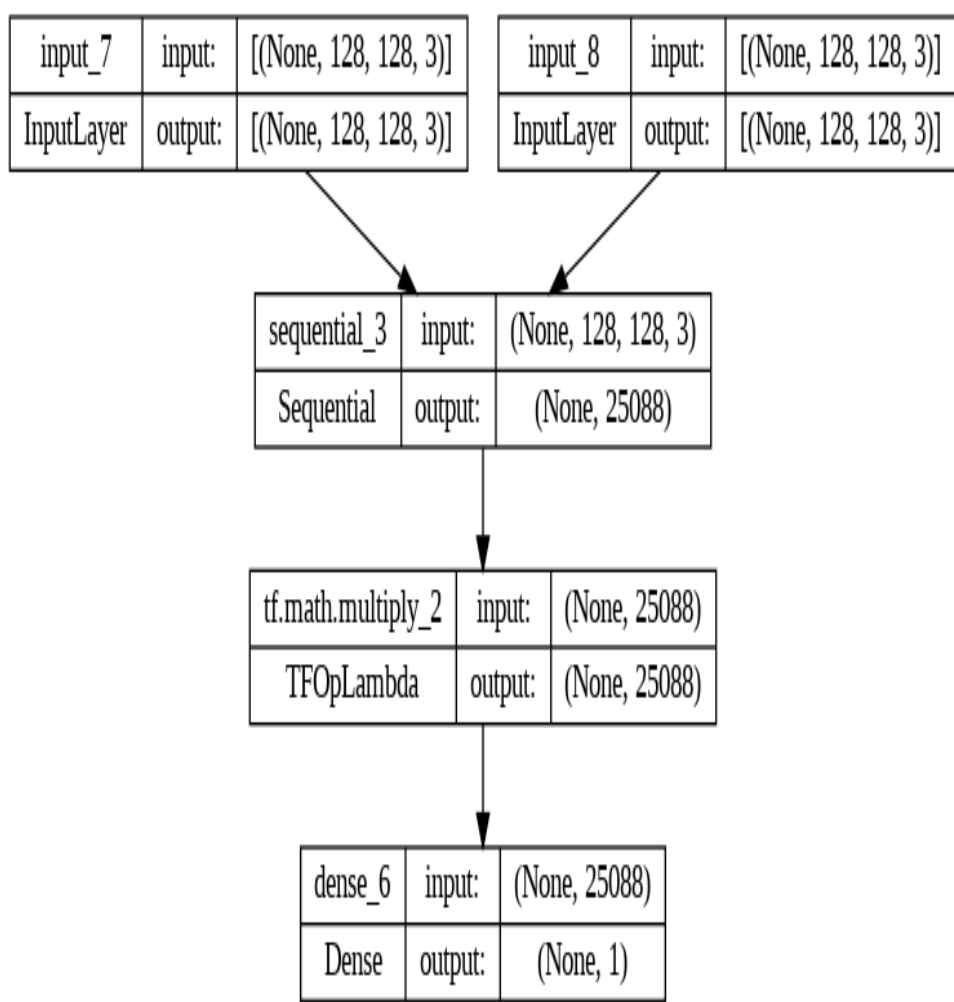 input_7 input: [(None, 128, 128, 3)]
InputLayer output: [(None, 128, 128, 3)]
input_8 input: [(None, 128, 128, 3)]
InputLayer output: [(None, 128, 128, 3)]
sequential_3 input: (None, 128, 128, 3)
Sequential output: (None, 25088)
tf.math.multiply_2 input: (None, 25088)
TFOpLambda output: (None, 25088)
dense_6 input: (None, 25088)
Dense output: (None, 1)